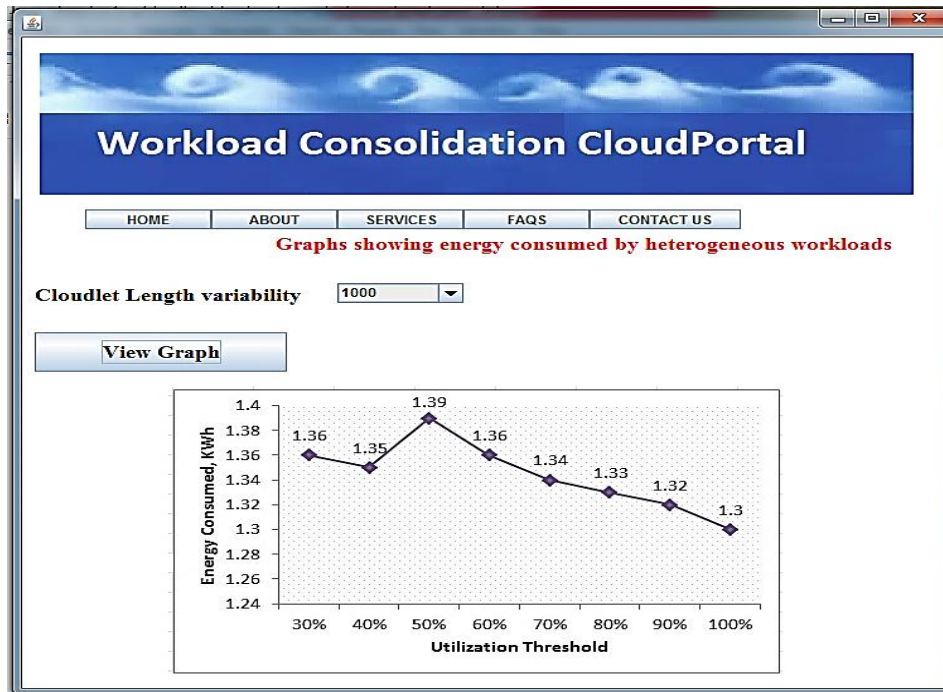 Workload Consolidation CloudPortal
HOME ABOUT SERVICES FAQS CONTACT US
Graphs showing energy consumed by heterogeneous workloads
Cloudlet Length variability 1000
View Graph
Energy Consumed, KWh
1.4
1.38
1.36
1.34
1.32
1.3
1.28
1.26
1.24
1.36
1.35
1.39
1.36
1.34
1.33
1.32
1.3
30% 40% 50% 60% 70% 80% 90% 100%
Utilization Threshold